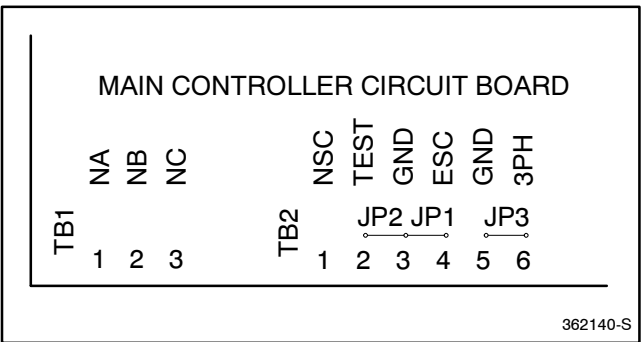 MAIN CONTROLLER CIRCUIT BOARD
NA NB NC NSC TEST GND ESC GND 3PH
TB1 TB2 JP2 JP1 JP3
1 2 3 1 2 3 4 5 6
362140-S